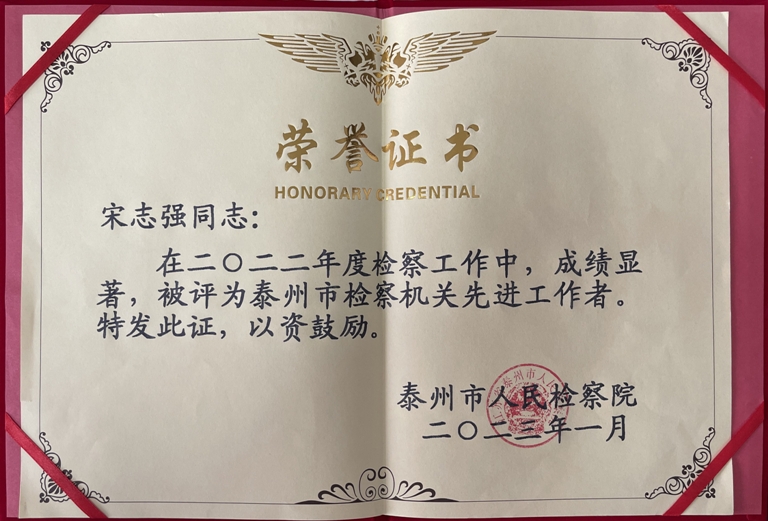 荣誉证书
HONORARY CREDENTIAL
宋志强同志：
在二〇二二年度检察工作中，成绩显
著，被评为泰州市检察机关先进工作者。
特发此证，以资鼓励。
泰州市人民检察院
二〇二三年一月